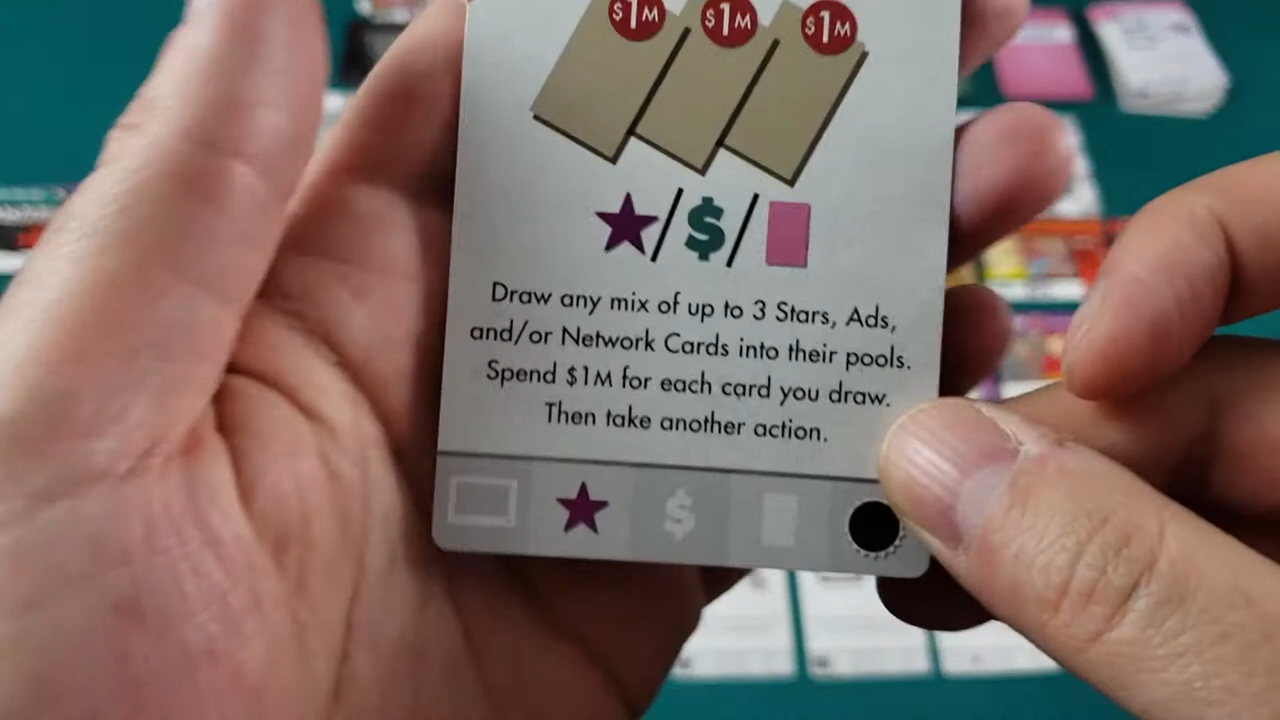 $1M $1M $1M
/$/
Draw any mix of up to 3 Stars, Ads,
and/or Network Cards into their pools.
Spend $1M for each card you draw.
Then take another action.
$